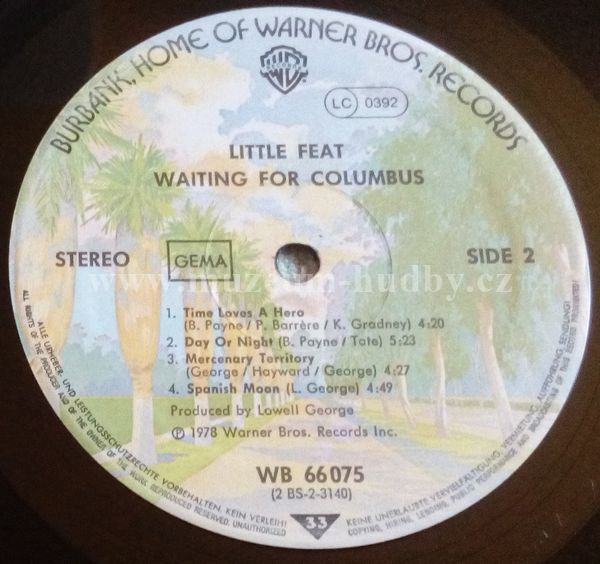 BURBANK, HOME OF WARNER BROS. RECORDS
LC 0392
LITTLE FEAT
WAITING FOR COLUMBUS
STEREO
GEMA
SIDE 2
www.muzeum-hudby.cz
1. Time Loves A Hero
(B. Payne / P. Barrère / K. Gradney) 4:20
2. Day Or Night (B. Payne / Tate) 5:23
3. Mercenary Territory
(George / Hayward / George) 4:27
4. Spanish Moon (L. George) 4:49
Produced by Lowell George
℗ 1978 Warner Bros. Records Inc.
WB 66 075
(2 BS-2-3140)
33
ALLE URHEBER- UND LEISTUNGSSCHUTZRECHTE VORBEHALTEN. KEIN VERLEIH!
KEINE UNERLAUBTE VERVIELFÄLTIGUNG, VERMIETUNG, AUFFÜHRUNG, SENDUNG!
ALL RIGHTS OF THE PRODUCER AND OF THE OWNER OF THE WORK REPRODUCED RESERVED. UNAUTHORIZED
COPYING, HIRING, LENDING, PUBLIC PERFORMANCE AND BROADCASTING OF THIS RECORD PROHIBITED!